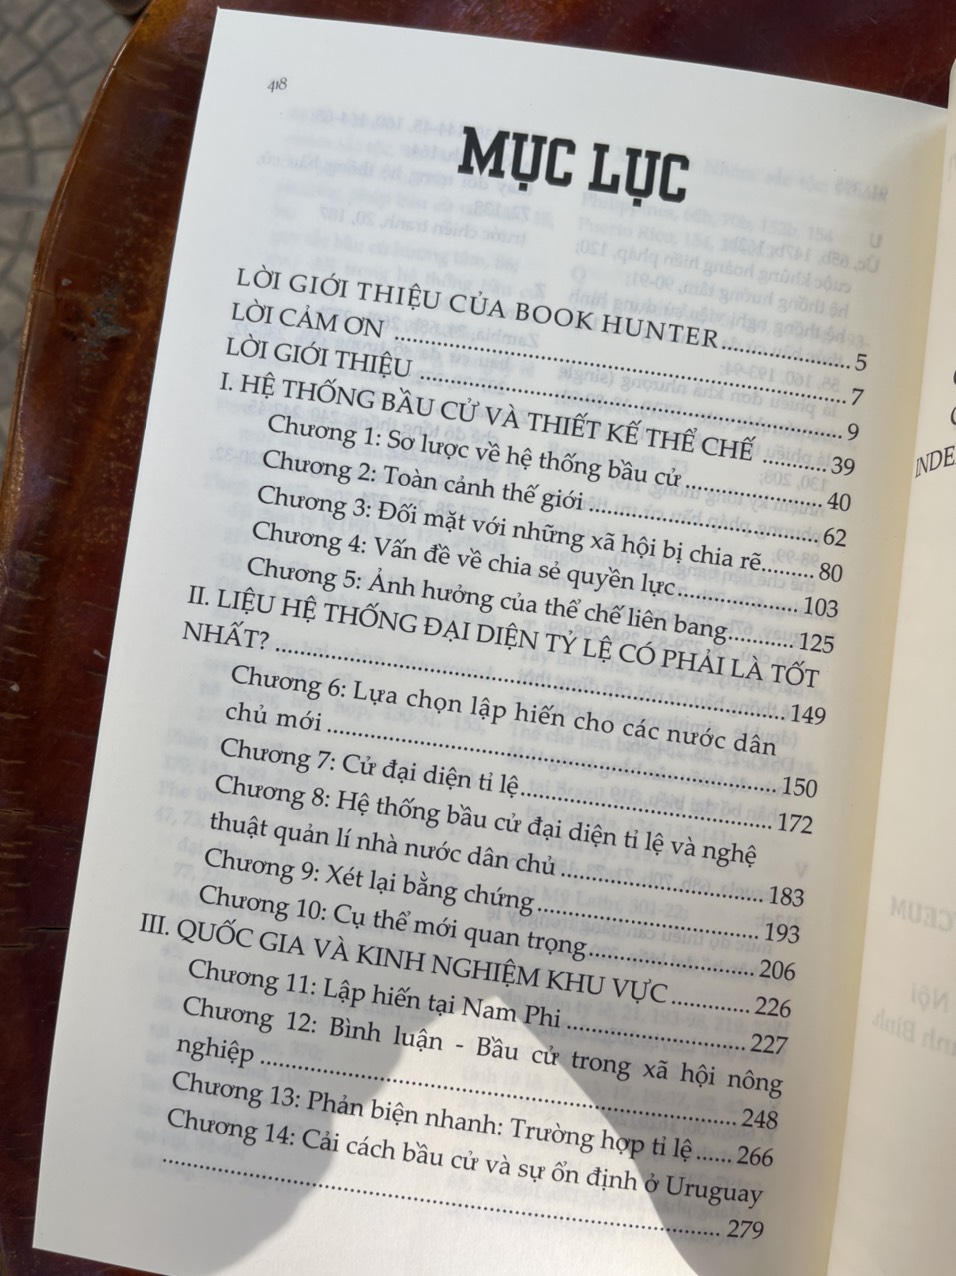 418
MỤC LỤC
LỜI GIỚI THIỆU CỦA BOOK HUNTER.................5
LỜI CẢM ƠN ..................................................7
LỜI GIỚI THIỆU ..............................................9
I. HỆ THỐNG BẦU CỬ VÀ THIẾT KẾ THỂ CHẾ ..........39
Chương 1: Sơ lược về hệ thống bầu cử ....................40
Chương 2: Toàn cảnh thế giới .................................62
Chương 3: Đối mặt với những xã hội bị chia rẽ........80
Chương 4: Vấn đề về chia sẻ quyền lực..................103
Chương 5: Ảnh hưởng của thể chế liên bang...........125
II. LIỆU HỆ THỐNG ĐẠI DIỆN TỶ LỆ CÓ PHẢI LÀ TỐT
NHẤT? ..........................................................149
Chương 6: Lựa chọn lập hiến cho các nước dân
chủ mới ..........................................................150
Chương 7: Cử đại diện tỉ lệ.....................................172
Chương 8: Hệ thống bầu cử đại diện tỉ lệ và nghệ
thuật quản lí nhà nước dân chủ ..............................183
Chương 9: Xét lại bằng chứng.................................193
Chương 10: Cụ thể mới quan trọng.........................206
III. QUỐC GIA VÀ KINH NGHIỆM KHU VỰC ............226
Chương 11: Lập hiến tại Nam Phi ..........................227
Chương 12: Bình luận - Bầu cử trong xã hội nông
nghiệp ...........................................................248
Chương 13: Phản biện nhanh: Trường hợp tỉ lệ ......266
Chương 14: Cải cách bầu cử và sự ổn định ở Uruguay
.....................................................................279